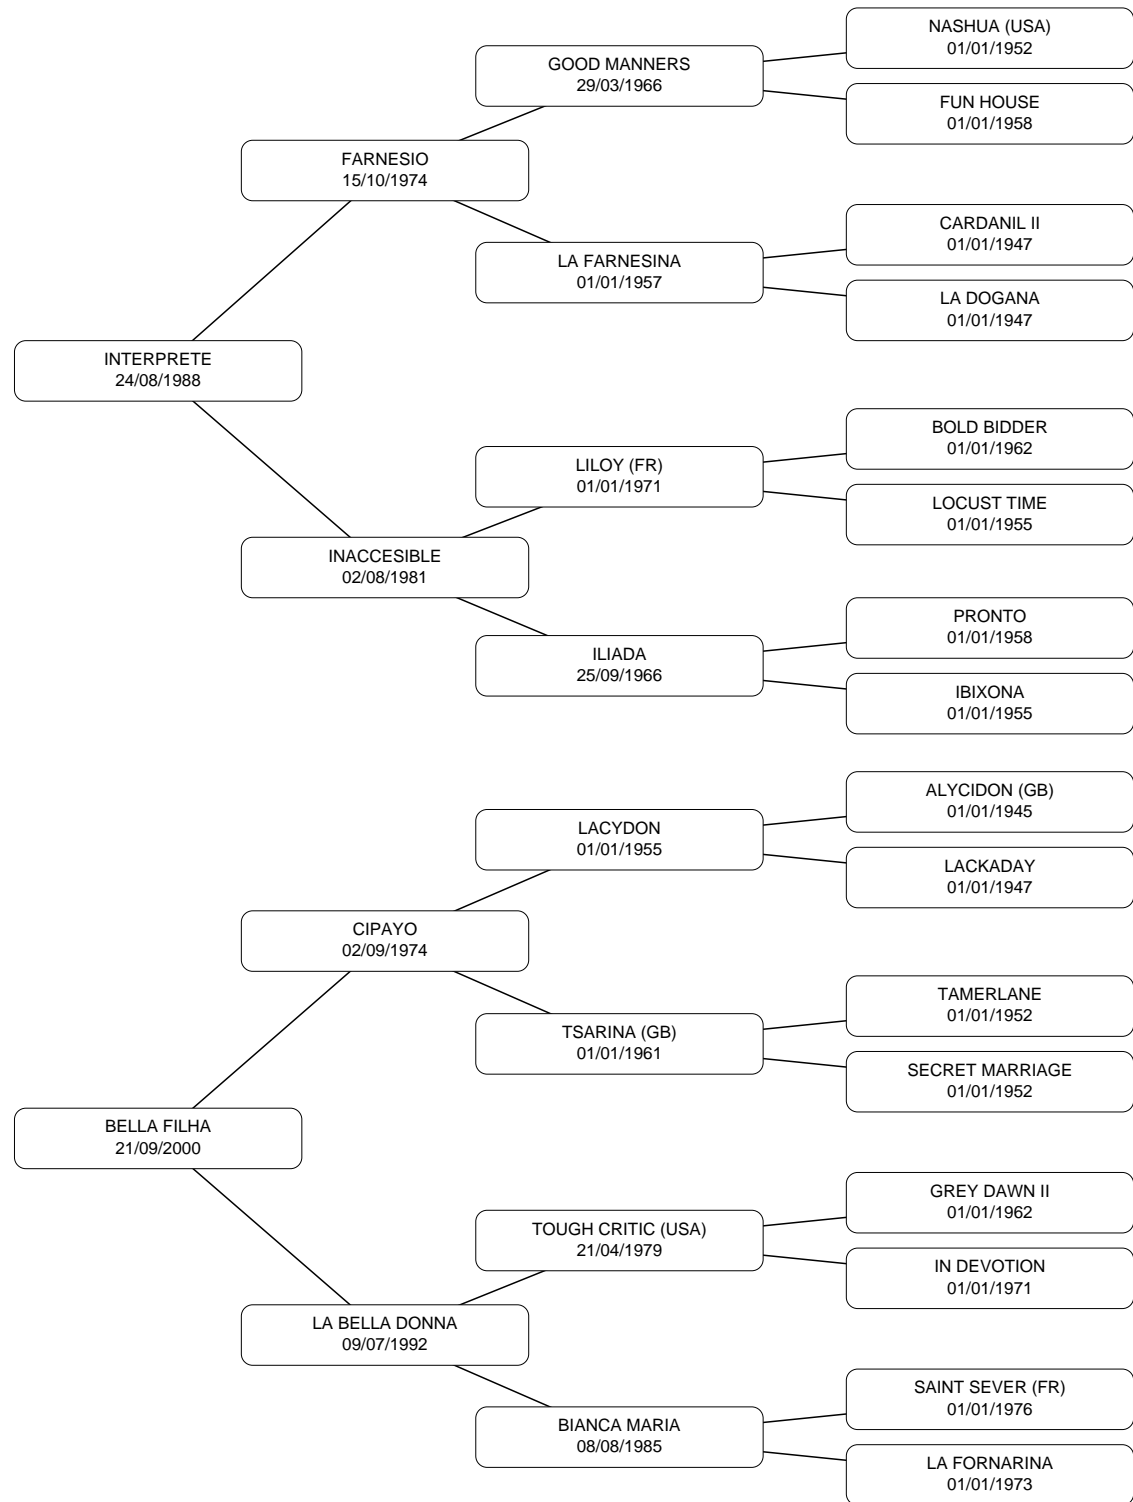 NASHUA (USA)
01/01/1952
GOOD MANNERS
29/03/1966
FUN HOUSE
01/01/1958
FARNESIO
15/10/1974
CARDANIL II
01/01/1947
LA FARNESINA
01/01/1957
LA DOGANA
01/01/1947
INTERPRETE
24/08/1988
BOLD BIDDER
01/01/1962
LILOY (FR)
01/01/1971
LOCUST TIME
01/01/1955
INACCESIBLE
02/08/1981
PRONTO
01/01/1958
ILIADA
25/09/1966
IBIXONA
01/01/1955
ALYCIDON (GB)
01/01/1945
LACYDON
01/01/1955
LACKADAY
01/01/1947
CIPAYO
02/09/1974
TAMERLANE
01/01/1952
TSARINA (GB)
01/01/1961
SECRET MARRIAGE
01/01/1952
BELLA FILHA
21/09/2000
GREY DAWN II
01/01/1962
TOUGH CRITIC (USA)
21/04/1979
IN DEVOTION
01/01/1971
LA BELLA DONNA
09/07/1992
SAINT SEVER (FR)
01/01/1976
BIANCA MARIA
08/08/1985
LA FORNARINA
01/01/1973